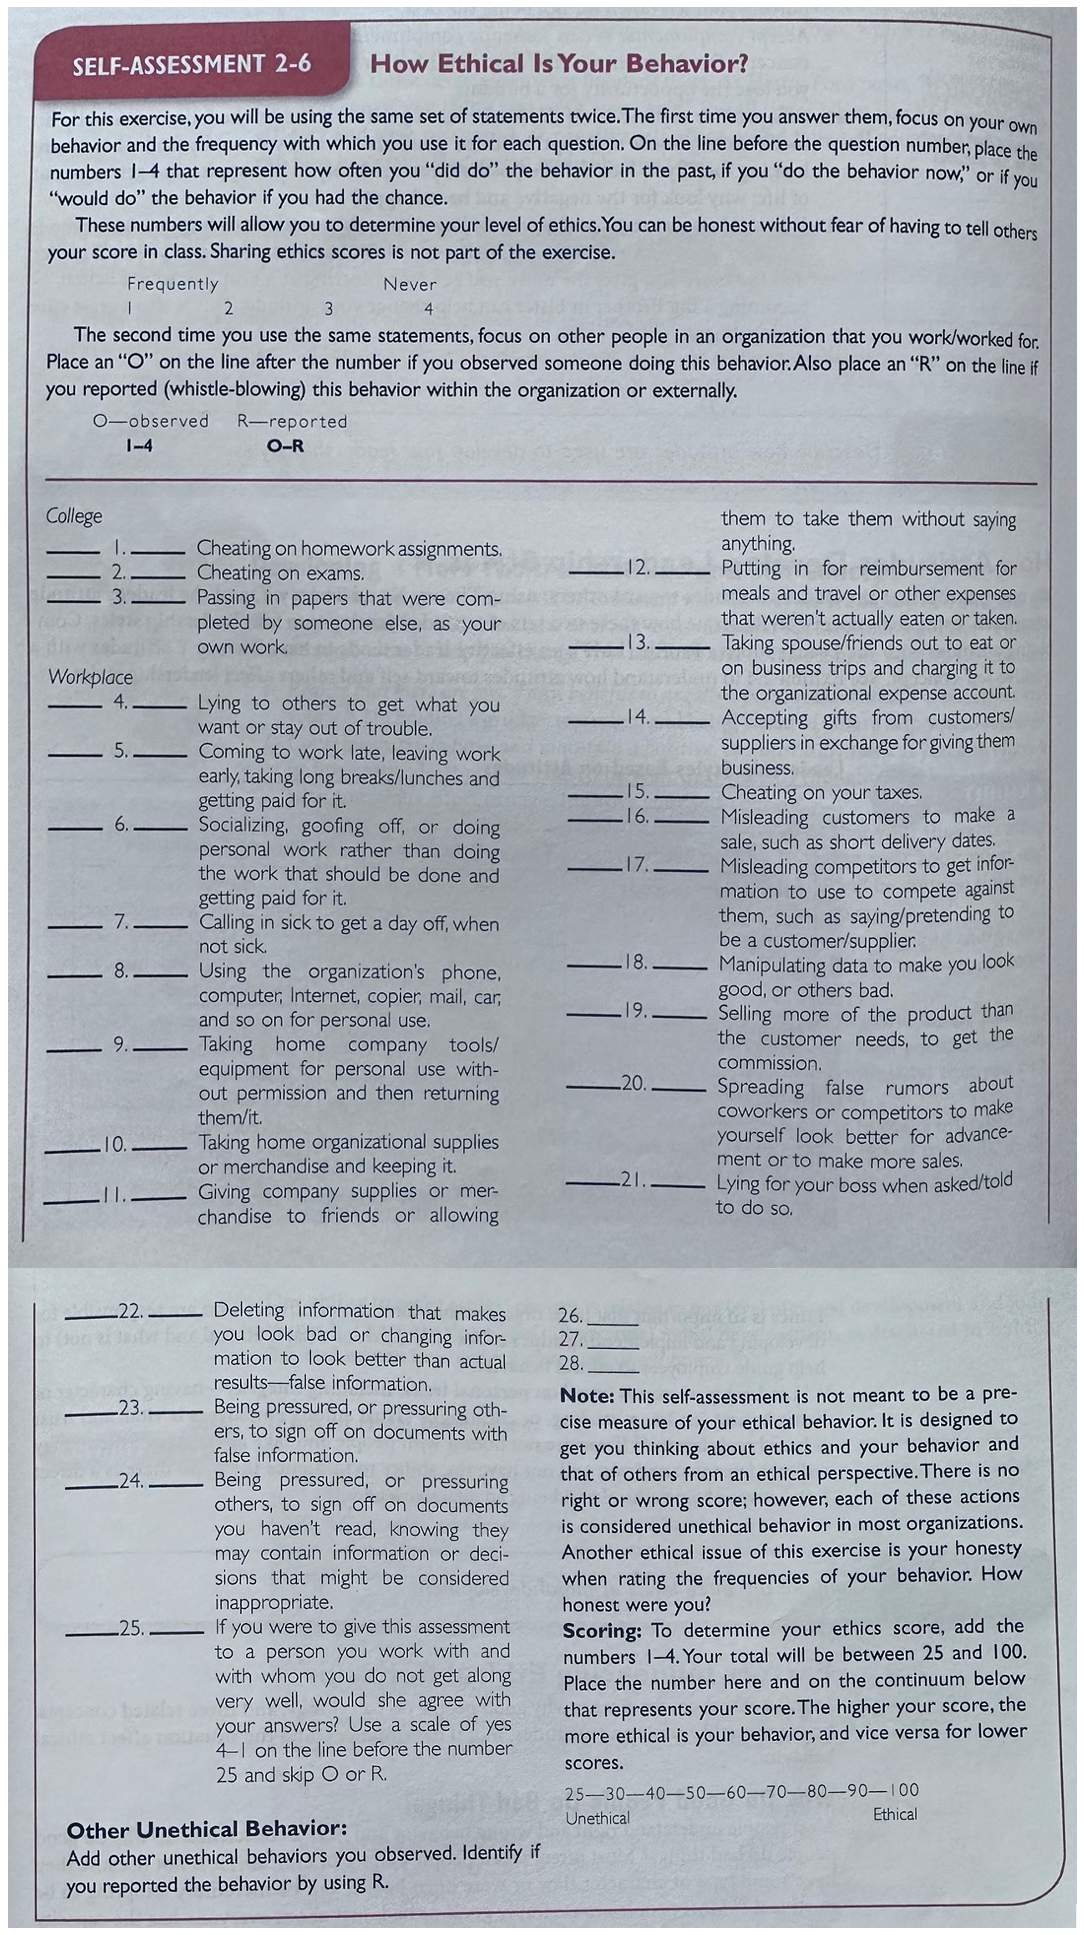 SELF-ASSESSMENT 2-6 How Ethical Is Your Behavior?
For this exercise, you will be using the same set of statements twice. The first time you answer them, focus on your own
behavior and the frequency with which you use it for each question. On the line before the question number, place the
numbers 1–4 that represent how often you “did do” the behavior in the past, if you “do the behavior now,” or if you
“would do” the behavior if you had the chance.
These numbers will allow you to determine your level of ethics. You can be honest without fear of having to tell others
your score in class. Sharing ethics scores is not part of the exercise.
Frequently Never
1 2 3 4
The second time you use the same statements, focus on other people in an organization that you work/worked for.
Place an “O” on the line after the number if you observed someone doing this behavior. Also place an “R” on the line if
you reported (whistle-blowing) this behavior within the organization or externally.
O—observed R—reported
1–4 O–R
College
_____ 1. _____ Cheating on homework assignments.
_____ 2. _____ Cheating on exams.
_____ 3. _____ Passing in papers that were com-
pleted by someone else, as your
own work.
Workplace
_____ 4. _____ Lying to others to get what you
want or stay out of trouble.
_____ 5. _____ Coming to work late, leaving work
early, taking long breaks/lunches and
getting paid for it.
_____ 6. _____ Socializing, goofing off, or doing
personal work rather than doing
the work that should be done and
getting paid for it.
_____ 7. _____ Calling in sick to get a day off, when
not sick.
_____ 8. _____ Using the organization's phone,
computer, Internet, copier, mail, car,
and so on for personal use.
_____ 9. _____ Taking home company tools/
equipment for personal use with-
out permission and then returning
them/it.
_____ 10. _____ Taking home organizational supplies
or merchandise and keeping it.
_____ 11. _____ Giving company supplies or mer-
chandise to friends or allowing
them to take them without saying
anything.
_____ 12. _____ Putting in for reimbursement for
meals and travel or other expenses
that weren't actually eaten or taken.
_____ 13. _____ Taking spouse/friends out to eat or
on business trips and charging it to
the organizational expense account.
_____ 14. _____ Accepting gifts from customers/
suppliers in exchange for giving them
business.
_____ 15. _____ Cheating on your taxes.
_____ 16. _____ Misleading customers to make a
sale, such as short delivery dates.
_____ 17. _____ Misleading competitors to get infor-
mation to use to compete against
them, such as saying/pretending to
be a customer/supplier.
_____ 18. _____ Manipulating data to make you look
good, or others bad.
_____ 19. _____ Selling more of the product than
the customer needs, to get the
commission.
_____ 20. _____ Spreading false rumors about
coworkers or competitors to make
yourself look better for advance-
ment or to make more sales.
_____ 21. _____ Lying for your boss when asked/told
to do so.
_____ 22. _____ Deleting information that makes
you look bad or changing infor-
mation to look better than actual
results—false information.
_____ 23. _____ Being pressured, or pressuring oth-
ers, to sign off on documents with
false information.
_____ 24. _____ Being pressured, or pressuring
others, to sign off on documents
you haven't read, knowing they
may contain information or deci-
sions that might be considered
inappropriate.
_____ 25. _____ If you were to give this assessment
to a person you work with and
with whom you do not get along
very well, would she agree with
your answers? Use a scale of yes
4–1 on the line before the number
25 and skip O or R.
Other Unethical Behavior:
Add other unethical behaviors you observed. Identify if
you reported the behavior by using R.
26. _____
27. _____
28. _____
Note: This self-assessment is not meant to be a pre-
cise measure of your ethical behavior. It is designed to
get you thinking about ethics and your behavior and
that of others from an ethical perspective. There is no
right or wrong score; however, each of these actions
is considered unethical behavior in most organizations.
Another ethical issue of this exercise is your honesty
when rating the frequencies of your behavior. How
honest were you?
Scoring: To determine your ethics score, add the
numbers 1–4. Your total will be between 25 and 100.
Place the number here and on the continuum below
that represents your score. The higher your score, the
more ethical is your behavior, and vice versa for lower
scores.
25—30—40—50—60—70—80—90—100
Unethical Ethical